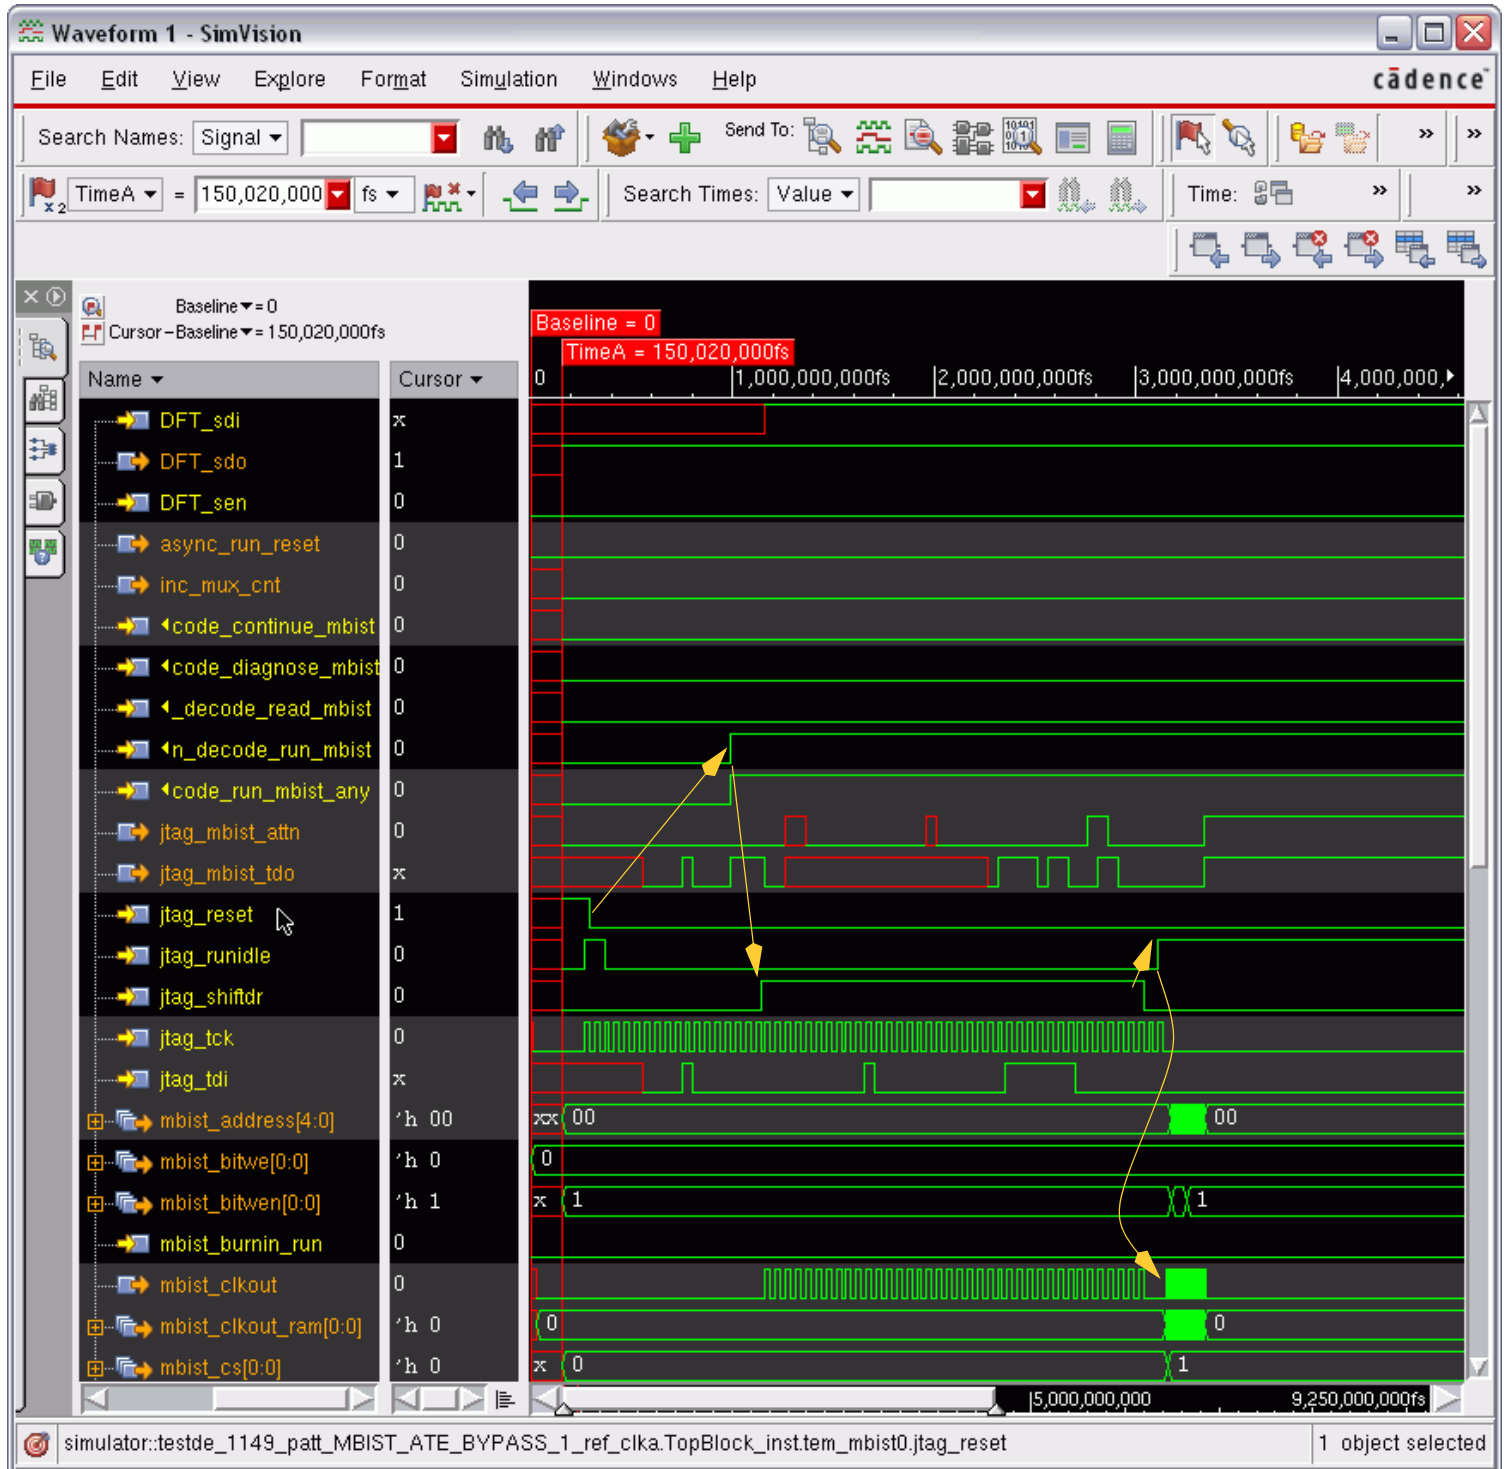 Waveform 1 - SimVision
File Edit View Explore Format Simulation Windows Help cādence
Search Names: Signal Send To: » »
x2 TimeA = 150,020,000 fs Search Times: Value Time: » »
Baseline = 0
Cursor-Baseline = 150,020,000fs
Baseline = 0
TimeA = 150,020,000fs
Name Cursor 0 1,000,000,000fs 2,000,000,000fs 3,000,000,000fs 4,000,000,
DFT_sdi x
DFT_sdo 1
DFT_sen 0
async_run_reset 0
inc_mux_cnt 0
code_continue_mbist 0
code_diagnose_mbist 0
_decode_read_mbist 0
n_decode_run_mbist 0
code_run_mbist_any 0
jtag_mbist_attn 0
jtag_mbist_tdo x
jtag_reset 1
jtag_runidle 0
jtag_shiftdr 0
jtag_tck 0
jtag_tdi x
mbist_address[4:0] 'h 00 xx 00 00
mbist_bitwe[0:0] 'h 0 0
mbist_bitwen[0:0] 'h 1 x 1 1
mbist_burnin_run 0
mbist_clkout 0
mbist_clkout_ram[0:0] 'h 0 0 0
mbist_cs[0:0] 'h 0 x 0 1
5,000,000,000 9,250,000,000fs
simulator::testde_1149_patt_MBIST_ATE_BYPASS_1_ref_clka.TopBlock_inst.tem_mbist0.jtag_reset 1 object selected